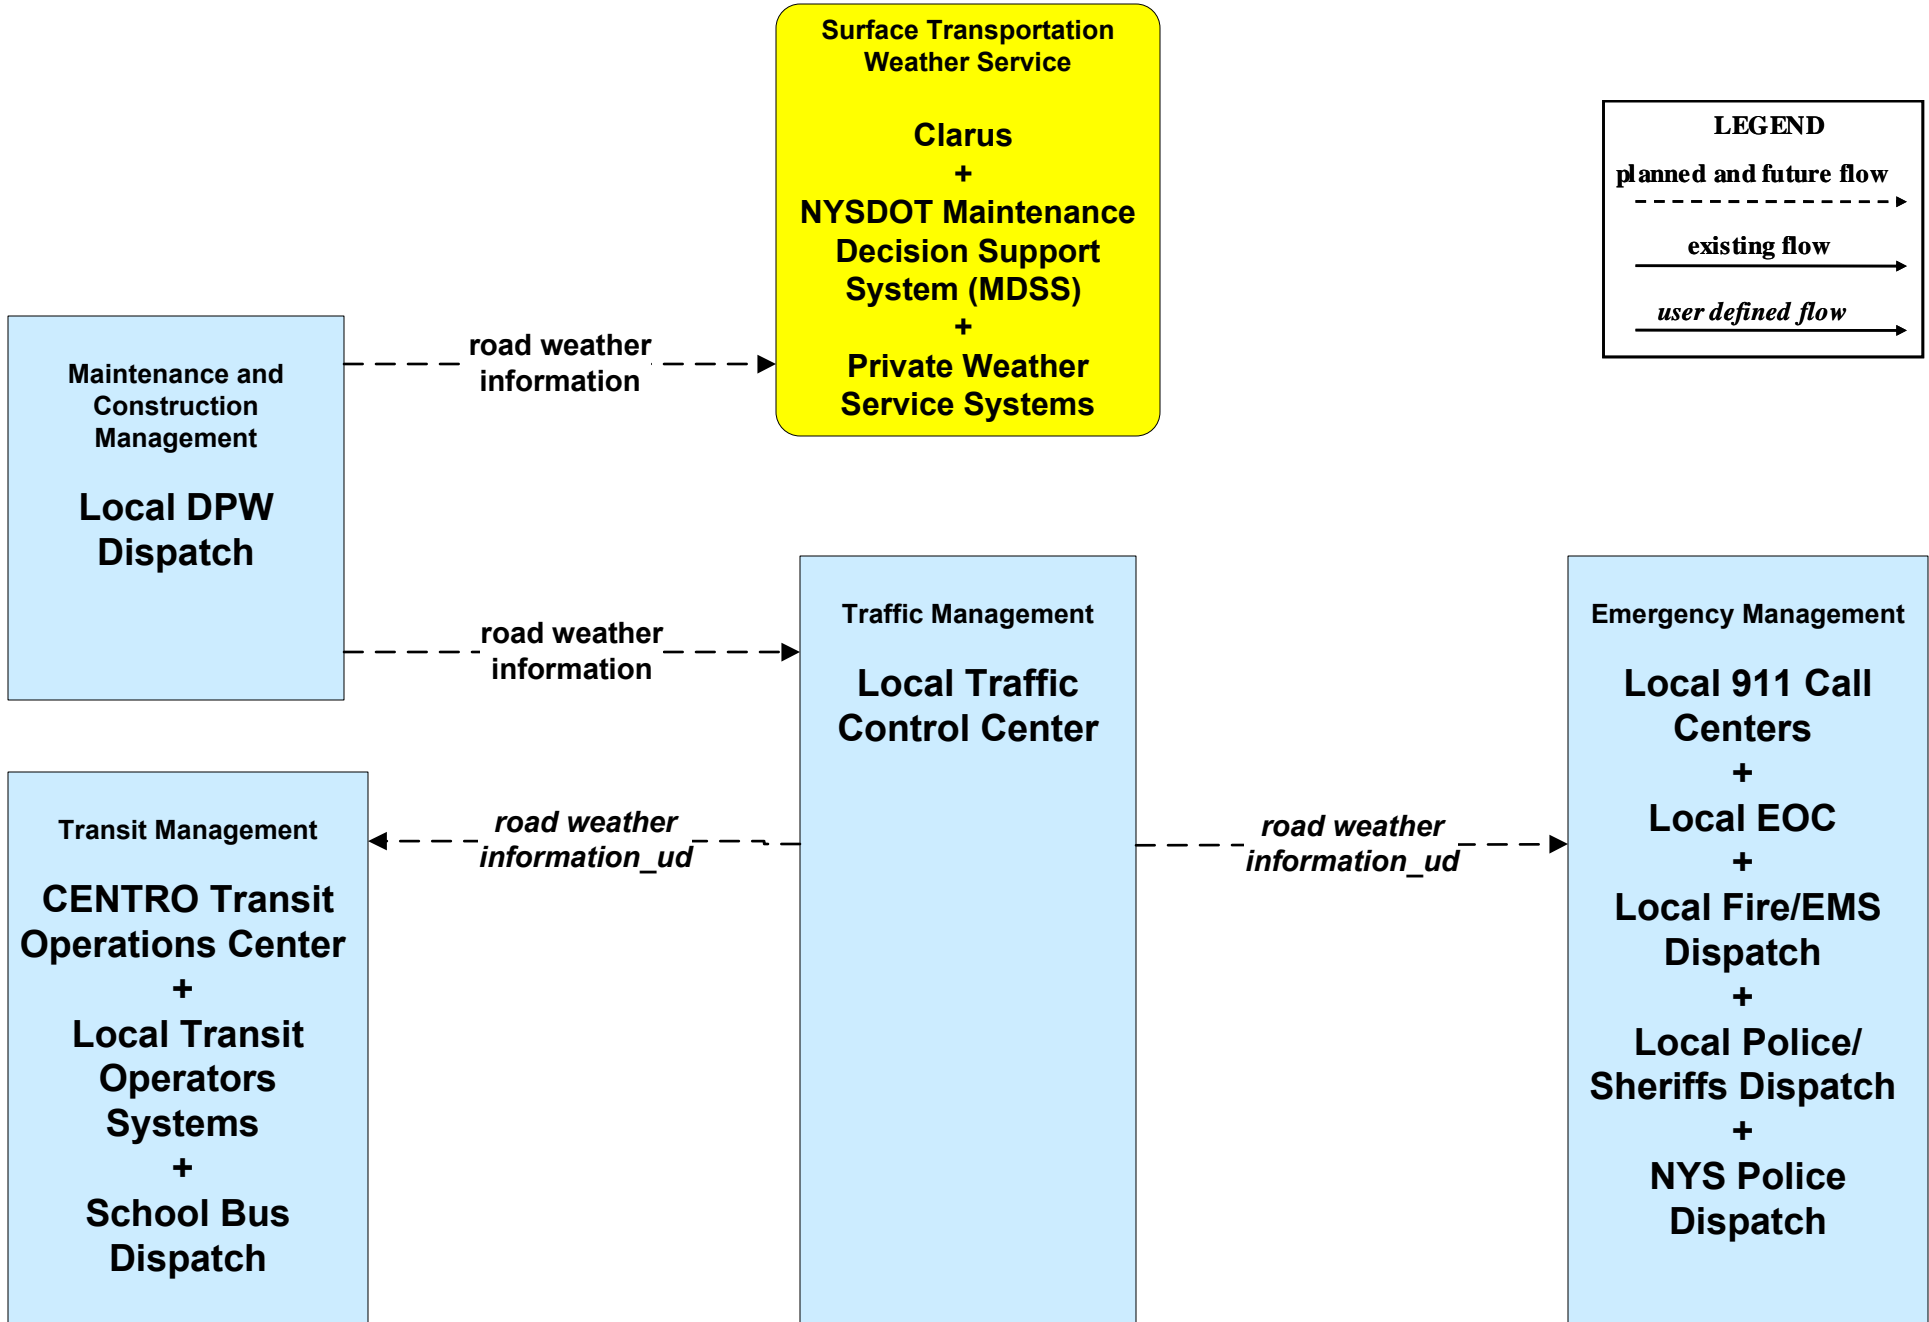 Surface Transportation
Weather Service
Clarus
+
NYSDOT Maintenance
Decision Support
System (MDSS)
+
Private Weather
Service Systems
LEGEND
planned and future flow
existing flow
user defined flow
Maintenance and
Construction
Management
Local DPW
Dispatch
road weather
information
road weather
information
Traffic Management
Local Traffic
Control Center
Emergency Management
Local 911 Call
Centers
+
Local EOC
+
Local Fire/EMS
Dispatch
+
Local Police/
Sheriffs Dispatch
+
NYS Police
Dispatch
Transit Management
CENTRO Transit
Operations Center
+
Local Transit
Operators
Systems
+
School Bus
Dispatch
road weather
information_ud
road weather
information_ud